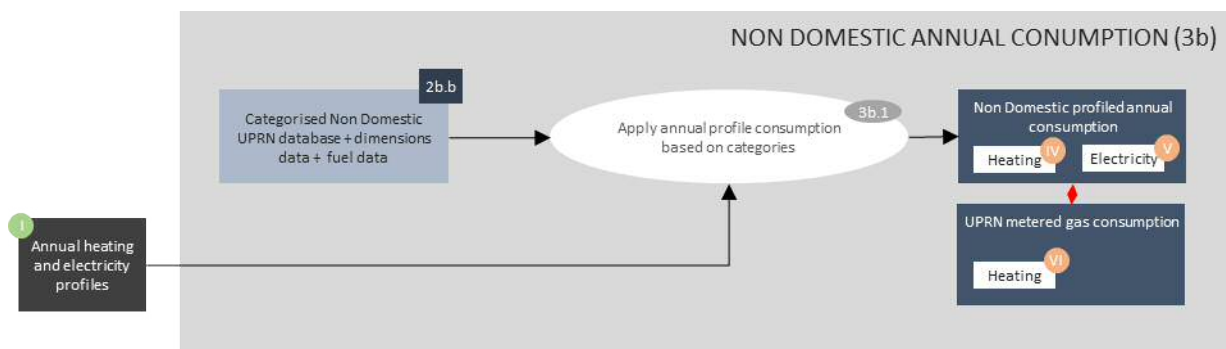 NON DOMESTIC ANNUAL CONUMPTION (3b)
2b.b
Categorised Non Domestic
UPRN database + dimensions
data + fuel data
3b.1
Apply annual profile consumption
based on categories
Non Domestic profiled annual
consumption
IV
Heating
V
Electricity
UPRN metered gas consumption
VI
Heating
I
Annual heating
and electricity
profiles